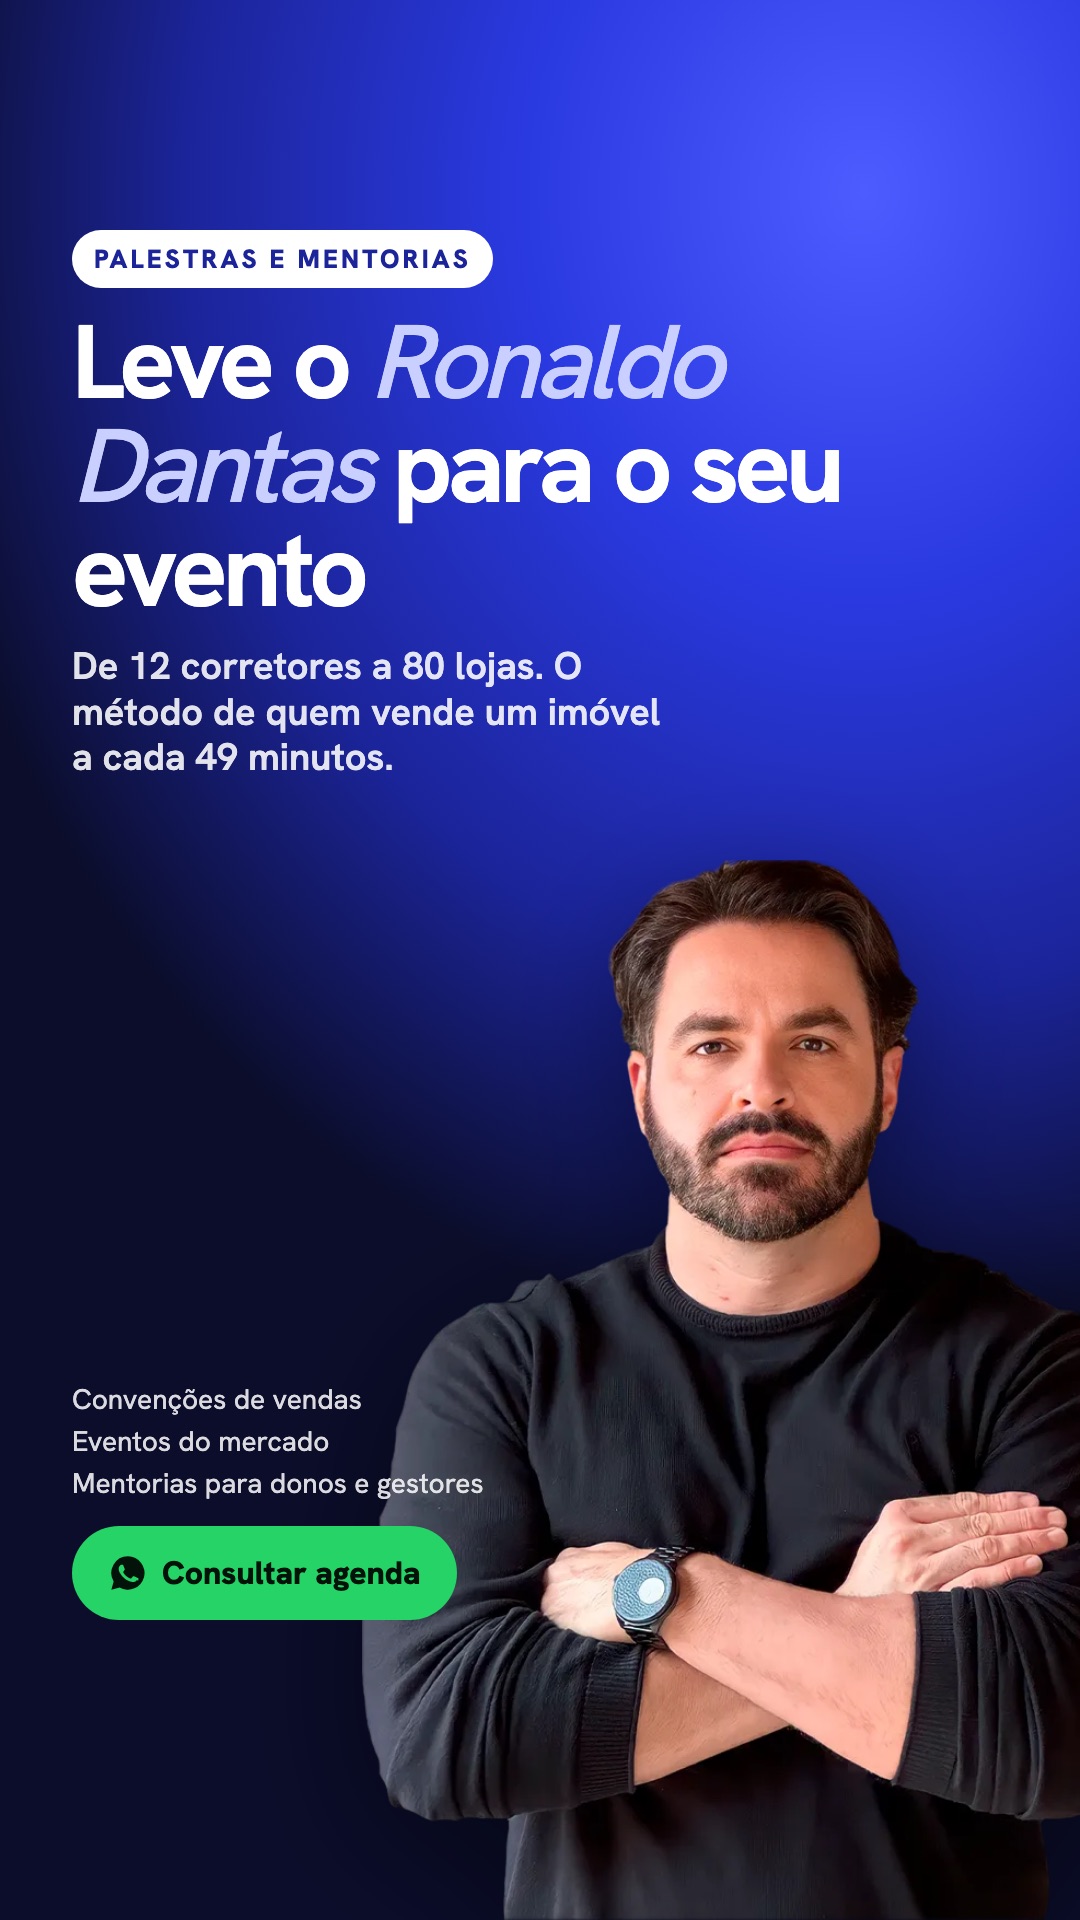 PALESTRAS E MENTORIAS
Leve o Ronaldo
Dantas para o seu
evento
De 12 corretores a 80 lojas. O
método de quem vende um imóvel
a cada 49 minutos.
Convenções de vendas
Eventos do mercado
Mentorias para donos e gestores
Consultar agenda